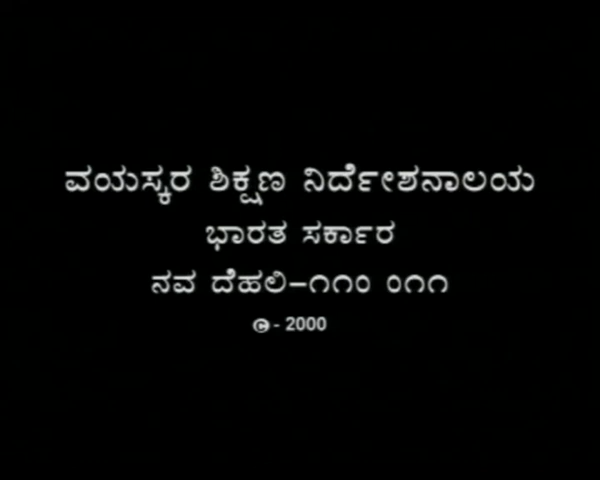 ವಯಸ್ಕರ ಶಿಕ್ಷಣ ನಿರ್ದೇಶನಾಲಯ
ಭಾರತ ಸರ್ಕಾರ
ನವ ದೆಹಲಿ-೧೧೦ ೦೧೧
©- 2000